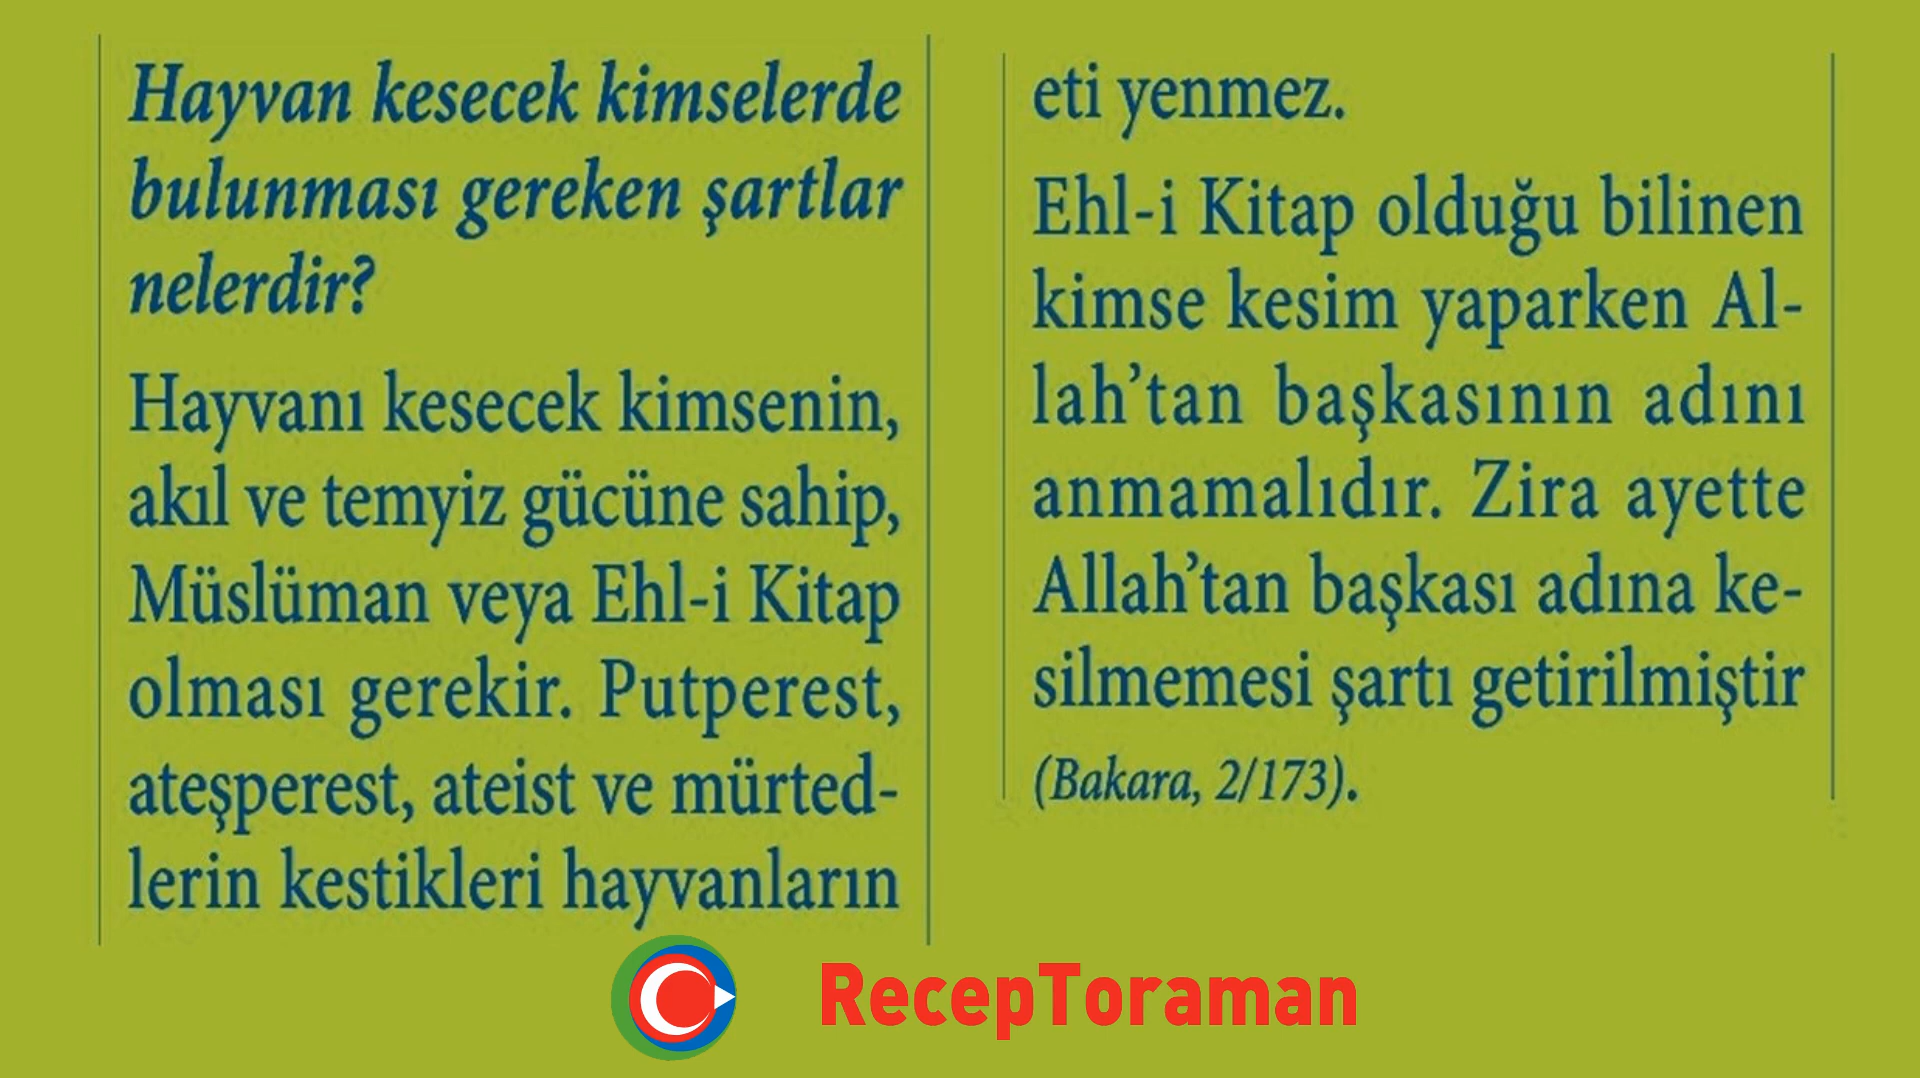 Hayvan kesecek kimselerde
bulunması gereken şartlar
nelerdir?
Hayvanı kesecek kimsenin,
akıl ve temyiz gücüne sahip,
Müslüman veya Ehl-i Kitap
olması gerekir. Putperest,
ateşperest, ateist ve mürted-
lerin kestikleri hayvanların
eti yenmez.
Ehl-i Kitap olduğu bilinen
kimse kesim yaparken Al-
lah’tan başkasının adını
anmamalıdır. Zira ayette
Allah’tan başkası adına ke-
silmemesi şartı getirilmiştir
(Bakara, 2/173).
RecepToraman